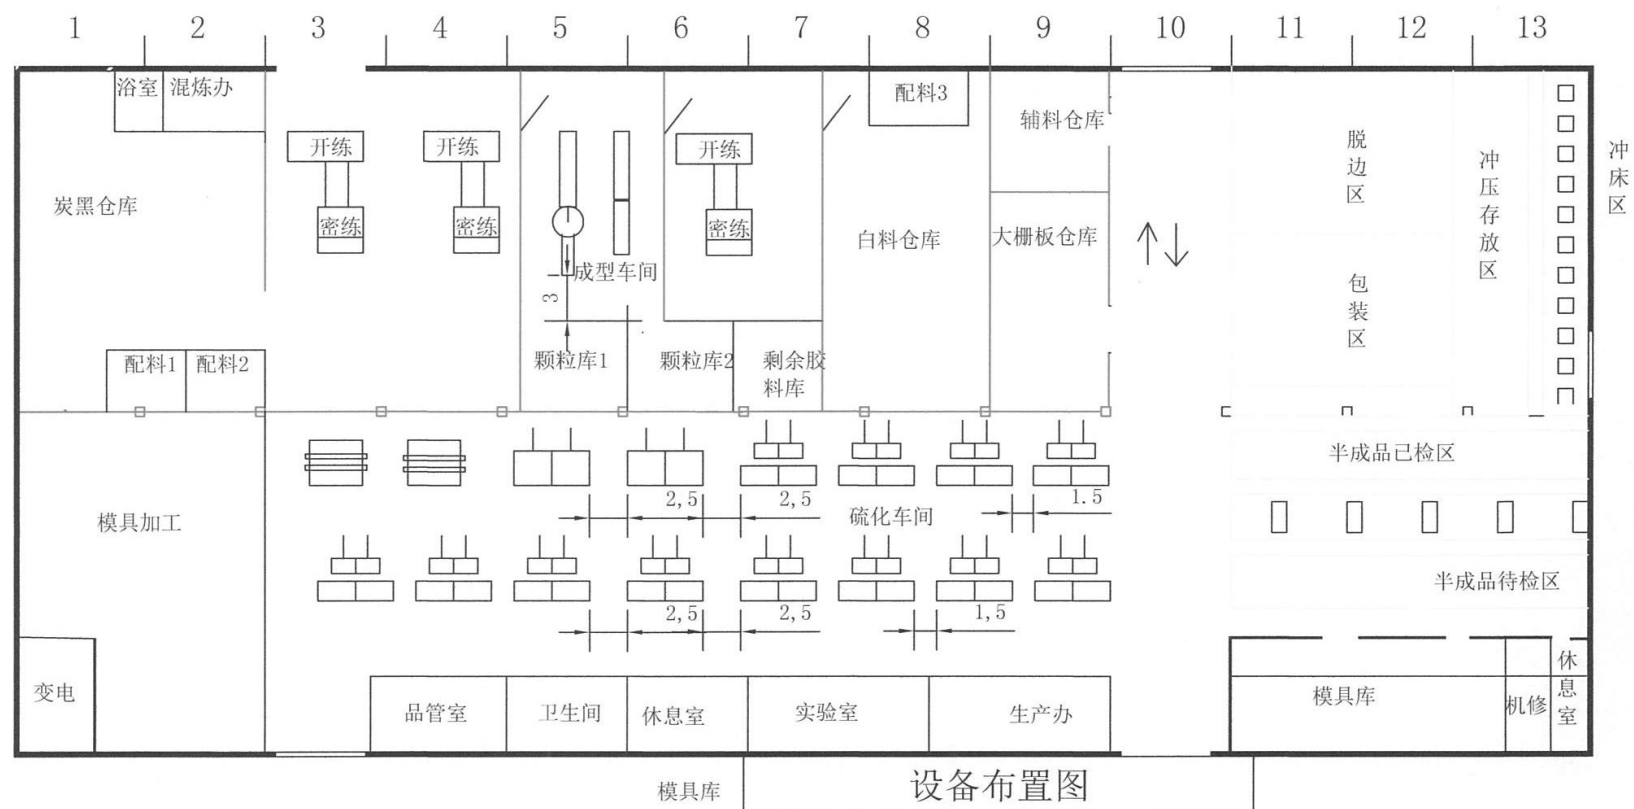 1 2 3 4 5 6 7 8 9 10 11 12 13
浴室 混炼办
配料3
辅料仓库
开练 开练 开练
脱边区
冲压存放区
冲床区
炭黑仓库
密练 密练 密练
白料仓库
大栅板仓库
成型车间
3
包装区
配料1 配料2
颗粒库1
颗粒库2
剩余胶
料库
半成品已检区
2,5 2,5 1.5
模具加工
硫化车间
半成品待检区
2,5 2,5 1,5
变电
品管室 卫生间 休息室 实验室 生产办
模具库
机修
休息室
模具库
设备布置图